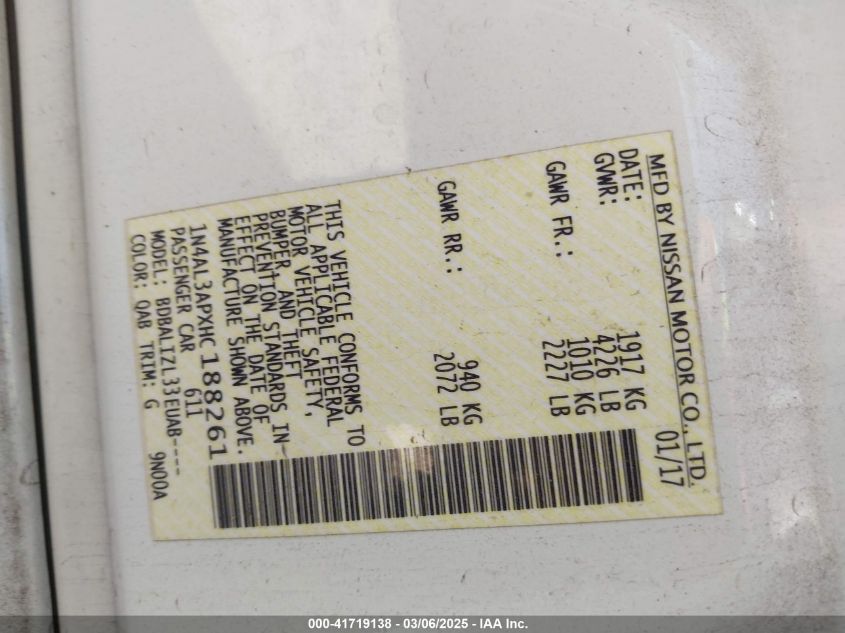 MFD BY NISSAN MOTOR CO., LTD.
DATE: 01/17
GVWR: 1917 KG
4226 LB
GAWR FR.: 1010 KG
2227 LB
GAWR RR.: 940 KG
2072 LB
THIS VEHICLE CONFORMS TO
ALL APPLICABLE FEDERAL
MOTOR VEHICLE SAFETY,
BUMPER, AND THEFT
PREVENTION STANDARDS IN
EFFECT ON THE DATE OF
MANUFACTURE SHOWN ABOVE.
1N4AL3APXHC188261
PASSENGER CAR 611
MODEL: BDBALTZL33EUAB----
COLOR: QAB TRIM: G 9N00A
000-41719138 - 03/06/2025 - IAA Inc.